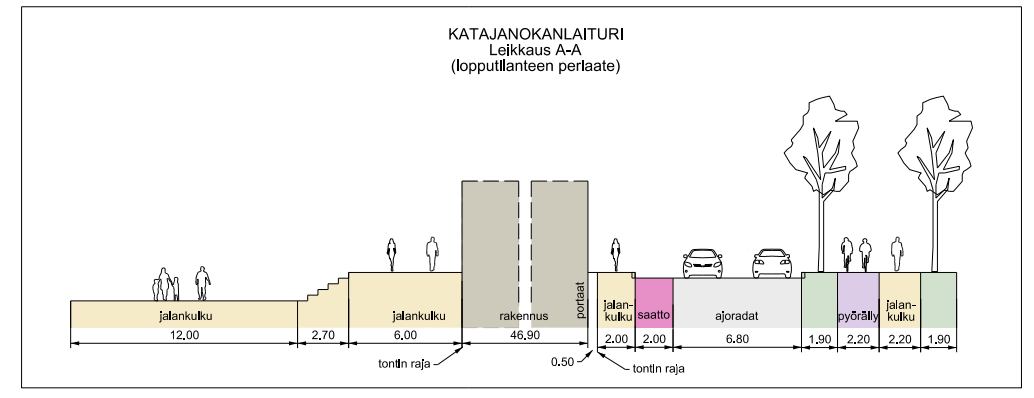 KATAJANOKANLAITURI
Leikkaus A-A
(lopputilanteen periaate)
jalankulku
jalankulku
rakennus
portaat
jalan-
kulku
saatto
ajoradat
pyöräily
jalan-
kulku
12.00
2.70
6.00
46.90
2.00
2.00
6.80
1.90
2.20
2.20
1.90
tontin raja
0.50
tontin raja